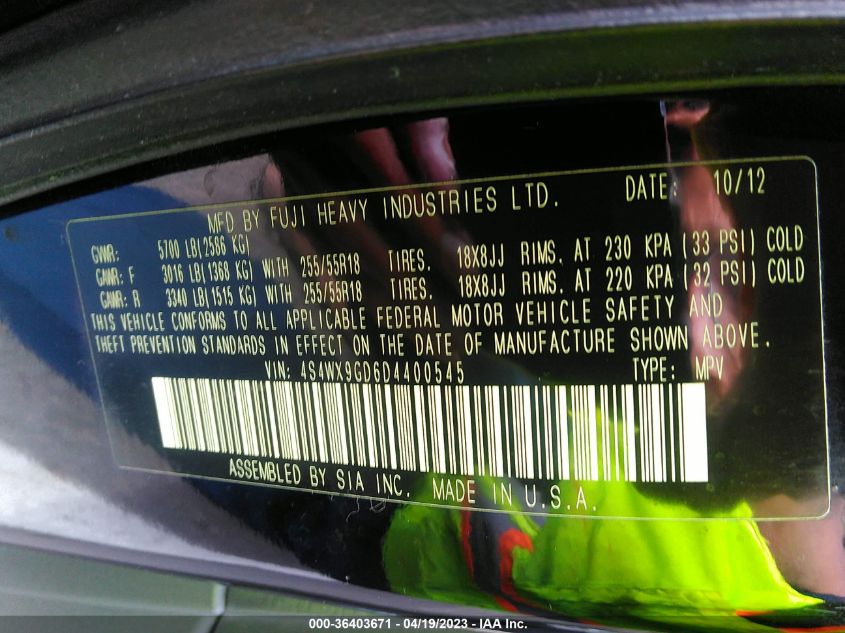 MFD BY FUJI HEAVY INDUSTRIES LTD. DATE: 10/12
GVWR: 5700 LB(2586 KG)
GAWR: F 3016 LB(1368 KG) WITH 255/55R18 TIRES. 18X8JJ RIMS. AT 230 KPA (33 PSI) COLD
GAWR: R 3340 LB(1515 KG) WITH 255/55R18 TIRES. 18X8JJ RIMS. AT 220 KPA (32 PSI) COLD
THIS VEHICLE CONFORMS TO ALL APPLICABLE FEDERAL MOTOR VEHICLE SAFETY AND
THEFT PREVENTION STANDARDS IN EFFECT ON THE DATE OF MANUFACTURE SHOWN ABOVE.
VIN: 4S4WX9GD6D4400545 TYPE: MPV
ASSEMBLED BY SIA INC. MADE IN U.S.A.
000-36403671 - 04/19/2023 - IAA Inc.